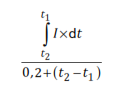 t₁
∫ I×dt
t₂
0,2+(t₂−t₁)